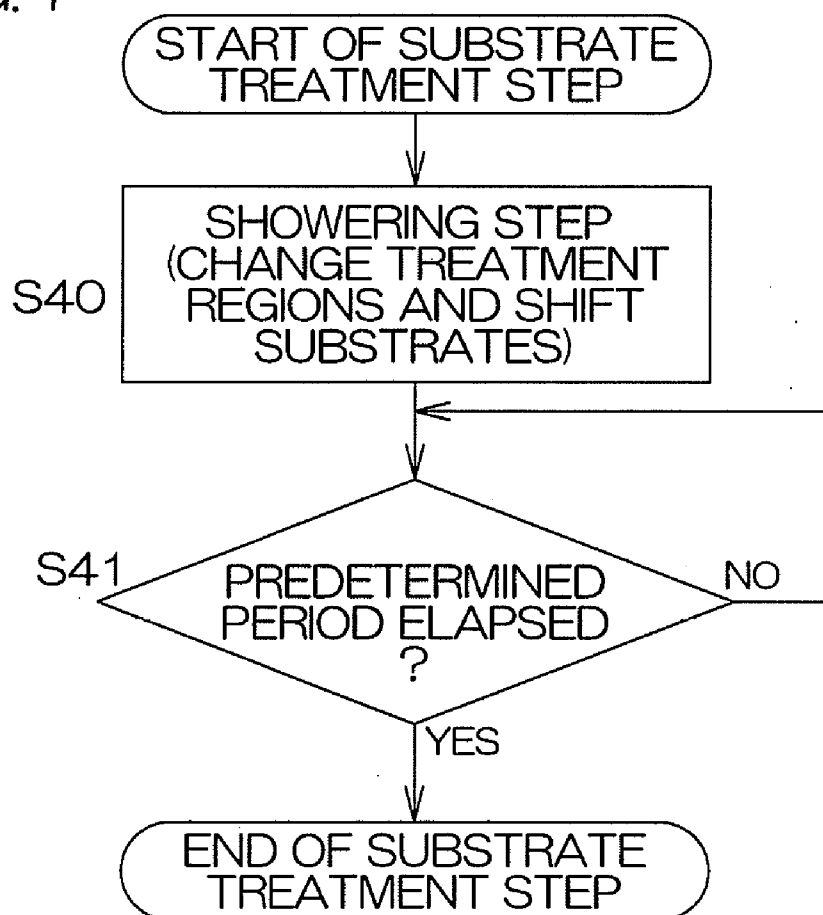 START OF SUBSTRATE
TREATMENT STEP
SHOWERING STEP
(CHANGE TREATMENT
REGIONS AND SHIFT
SUBSTRATES)
S40
S41
PREDETERMINED
PERIOD ELAPSED
?
NO
YES
END OF SUBSTRATE
TREATMENT STEP